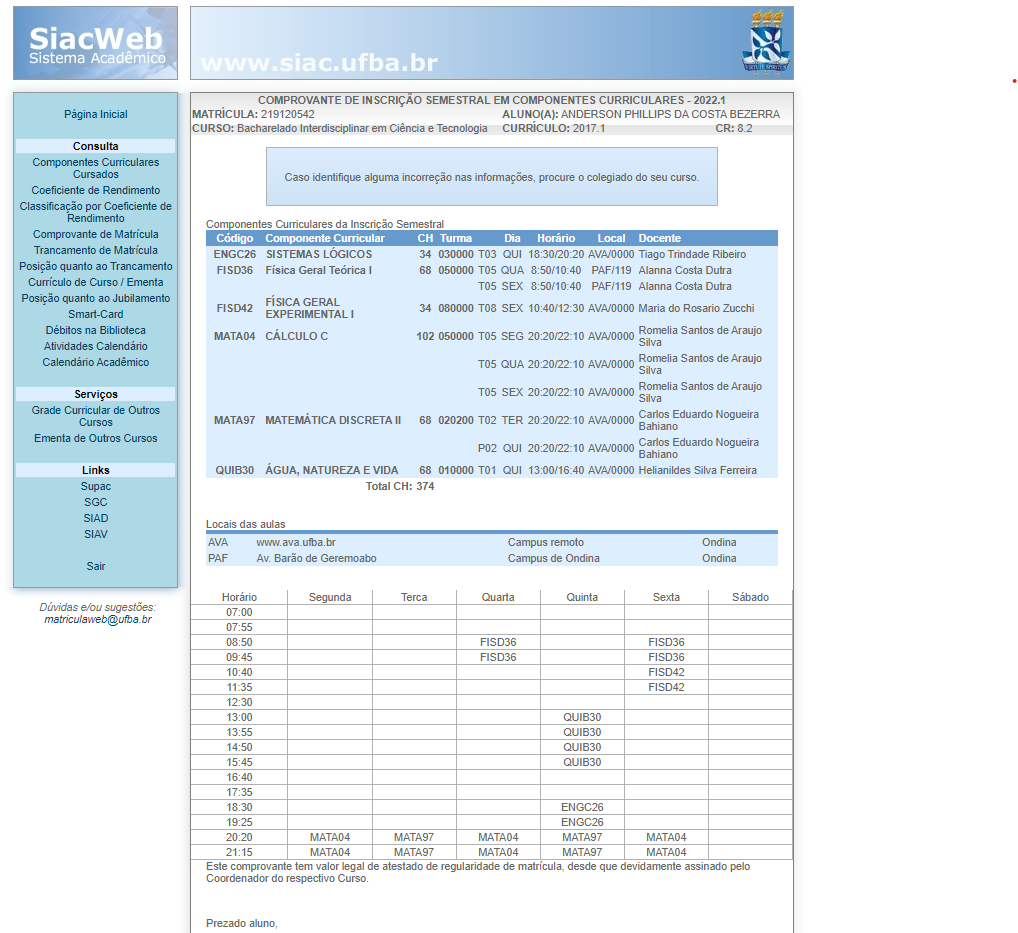 SiacWeb
Sistema Acadêmico
www.siac.ufba.br
Página Inicial
Consulta
Componentes Curriculares
Cursados
Coeficiente de Rendimento
Classificação por Coeficiente de
Rendimento
Comprovante de Matrícula
Trancamento de Matrícula
Posição quanto ao Trancamento
Currículo de Curso / Ementa
Posição quanto ao Jubilamento
Smart-Card
Débitos na Biblioteca
Atividades Calendário
Calendário Acadêmico
Serviços
Grade Curricular de Outros
Cursos
Ementa de Outros Cursos
Links
Supac
SGC
SIAD
SIAV
Sair
Dúvidas e/ou sugestões:
matriculaweb@ufba.br
COMPROVANTE DE INSCRIÇÃO SEMESTRAL EM COMPONENTES CURRICULARES - 2022.1
MATRÍCULA: 219120542 ALUNO(A): ANDERSON PHILLIPS DA COSTA BEZERRA
CURSO: Bacharelado Interdisciplinar em Ciência e Tecnologia CURRÍCULO: 2017.1 CR: 8.2
Caso identifique alguma incorreção nas informações, procure o colegiado do seu curso.
Componentes Curriculares da Inscrição Semestral
Código Componente Curricular CH Turma Dia Horário Local Docente
ENGC26 SISTEMAS LÓGICOS 34 030000 T03 QUI 18:30/20:20 AVA/0000 Tiago Trindade Ribeiro
FISD36 Física Geral Teórica I 68 050000 T05 QUA 8:50/10:40 PAF/119 Alanna Costa Dutra
T05 SEX 8:50/10:40 PAF/119 Alanna Costa Dutra
FISD42 FÍSICA GERAL EXPERIMENTAL I 34 080000 T08 SEX 10:40/12:30 AVA/0000 Maria do Rosario Zucchi
MATA04 CÁLCULO C 102 050000 T05 SEG 20:20/22:10 AVA/0000 Romelia Santos de Araujo Silva
T05 QUA 20:20/22:10 AVA/0000 Romelia Santos de Araujo Silva
T05 SEX 20:20/22:10 AVA/0000 Romelia Santos de Araujo Silva
MATA97 MATEMÁTICA DISCRETA II 68 020200 T02 TER 20:20/22:10 AVA/0000 Carlos Eduardo Nogueira Bahiano
P02 QUI 20:20/22:10 AVA/0000 Carlos Eduardo Nogueira Bahiano
QUIB30 ÁGUA, NATUREZA E VIDA 68 010000 T01 QUI 13:00/16:40 AVA/0000 Helianildes Silva Ferreira
Total CH: 374
Locais das aulas
AVA www.ava.ufba.br Campus remoto Ondina
PAF Av. Barão de Geremoabo Campus de Ondina Ondina
Horário Segunda Terca Quarta Quinta Sexta Sábado
07:00
07:55
08:50 FISD36 FISD36
09:45 FISD36 FISD36
10:40 FISD42
11:35 FISD42
12:30
13:00 QUIB30
13:55 QUIB30
14:50 QUIB30
15:45 QUIB30
16:40
17:35
18:30 ENGC26
19:25 ENGC26
20:20 MATA04 MATA97 MATA04 MATA97 MATA04
21:15 MATA04 MATA97 MATA04 MATA97 MATA04
Este comprovante tem valor legal de atestado de regularidade de matrícula, desde que devidamente assinado pelo
Coordenador do respectivo Curso.
Prezado aluno,